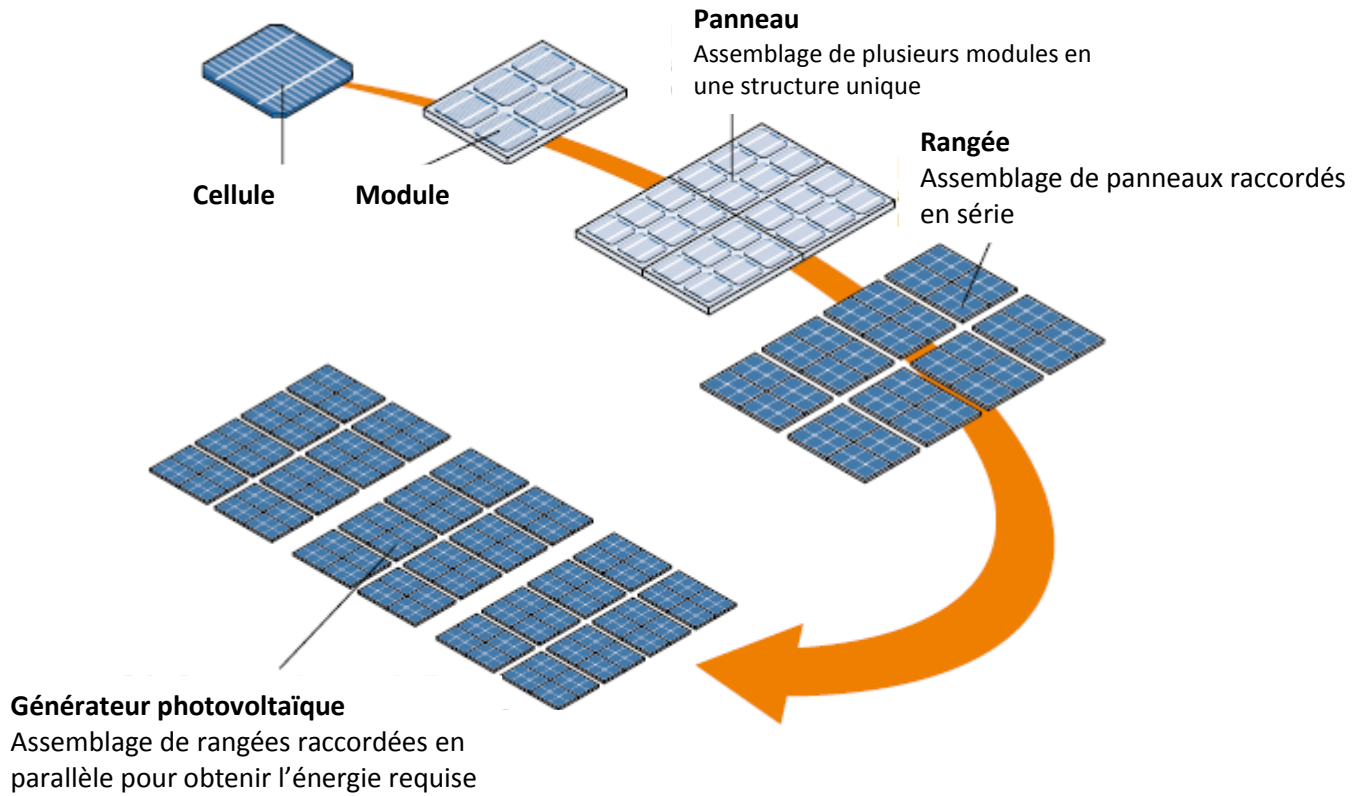 Panneau
Assemblage de plusieurs modules en
une structure unique
Rangée
Assemblage de panneaux raccordés
en série
Cellule
Module
Générateur photovoltaïque
Assemblage de rangées raccordées en
parallèle pour obtenir l’énergie requise